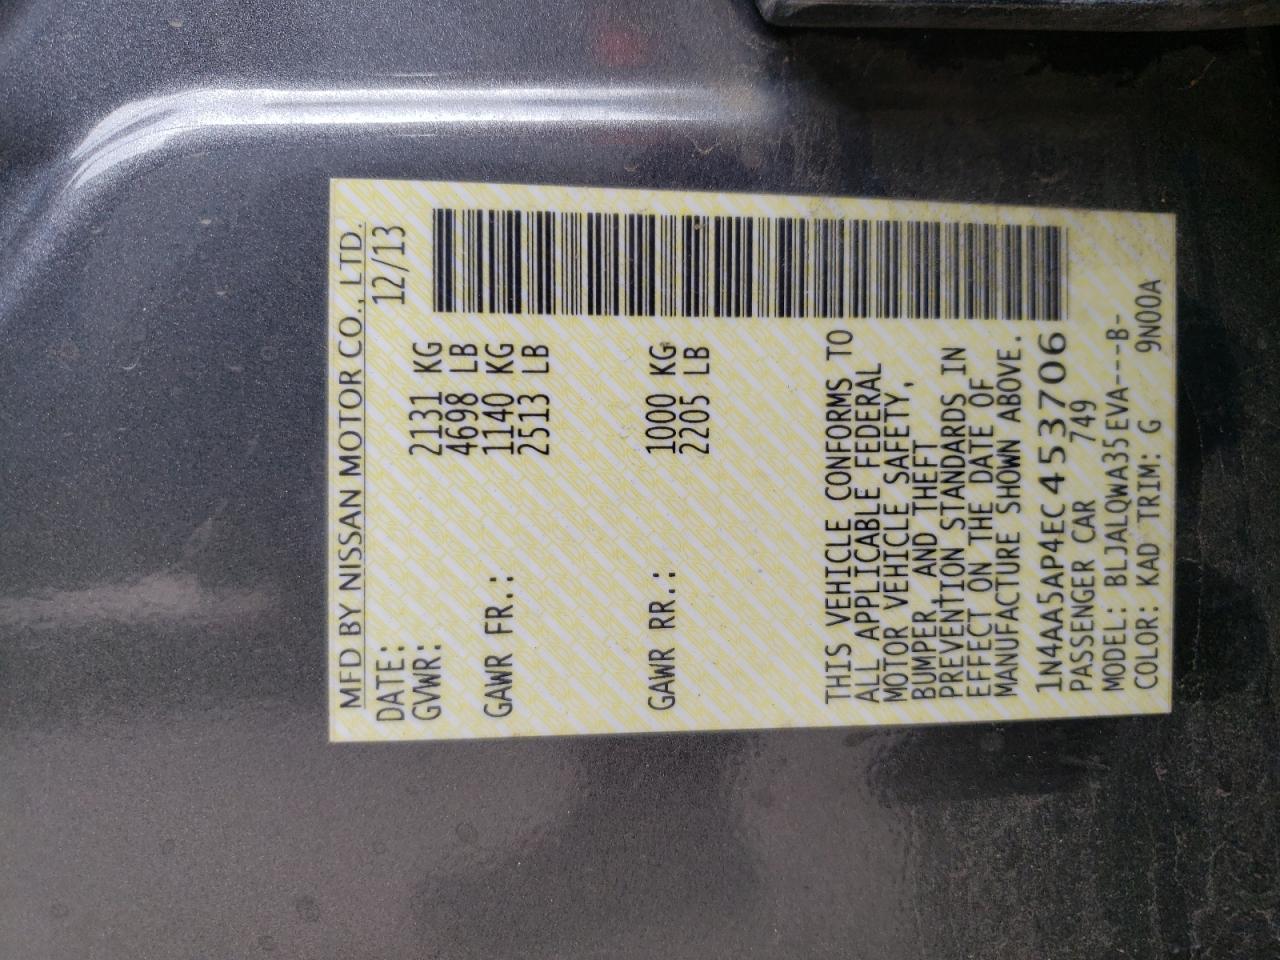 MFD BY NISSAN MOTOR CO., LTD.
DATE: 12/13
GVWR: 2131 KG
4698 LB
GAWR FR.: 1140 KG
2513 LB
GAWR RR.: 1000 KG
2205 LB
THIS VEHICLE CONFORMS TO
ALL APPLICABLE FEDERAL
MOTOR VEHICLE SAFETY,
BUMPER AND THEFT
PREVENTION STANDARDS IN
EFFECT ON THE DATE OF
MANUFACTURE SHOWN ABOVE.
1N4AA5AP4EC453706
PASSENGER CAR 749
MODEL: BLJALQWA35EVA----B-
COLOR: KAD TRIM: G 9N00A